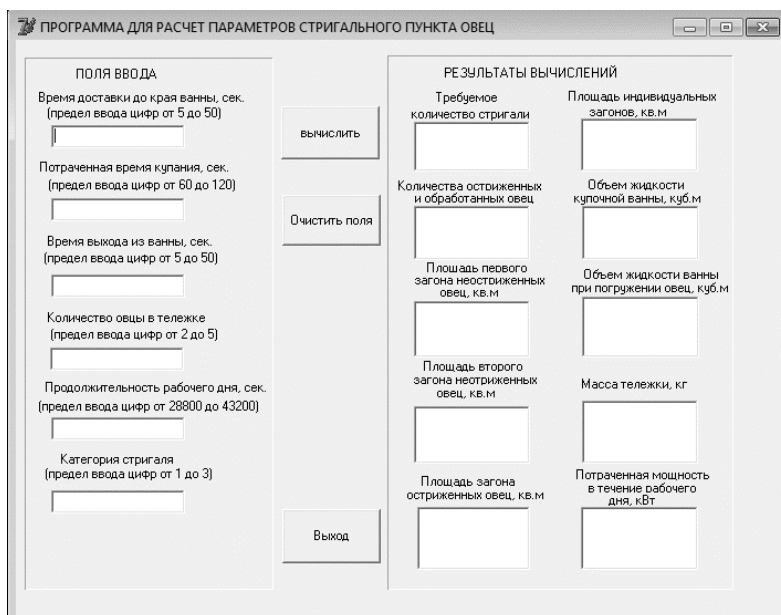 ПРОГРАММА ДЛЯ РАСЧЕТ ПАРАМЕТРОВ СТРИГАЛЬНОГО ПУНКТА ОВЕЦ
ПОЛЯ ВВОДА
Время доставки до края ванны, сек.
(предел ввода цифр от 5 до 50)
Потраченная время купания, сек.
(предел ввода цифр от 60 до 120)
Время выхода из ванны, сек.
(предел ввода цифр от 5 до 50)
Количество овцы в тележке
(предел ввода цифр от 2 до 5)
Продолжительность рабочего дня, сек.
(предел ввода цифр от 28800 до 43200)
Категория стригаля
(предел ввода цифр от 1 до 3)
вычислить
Очистить поля
Выход
РЕЗУЛЬТАТЫ ВЫЧИСЛЕНИЙ
Требуемое
количество стригали
Количества остриженных
и обработанных овец
Площадь первого
загона неостриженных
овец, кв.м
Площадь второго
загона неотриженных
овец, кв.м
Площадь загона
остриженных овец, кв.м
Площадь индивидуальных
загонов, кв.м
Объем жидкости
купочной ванны, куб.м
Объем жидкости ванны
при погружении овец, куб.м
Масса тележки, кг
Потраченная мощность
в течение рабочего
дня, кВт